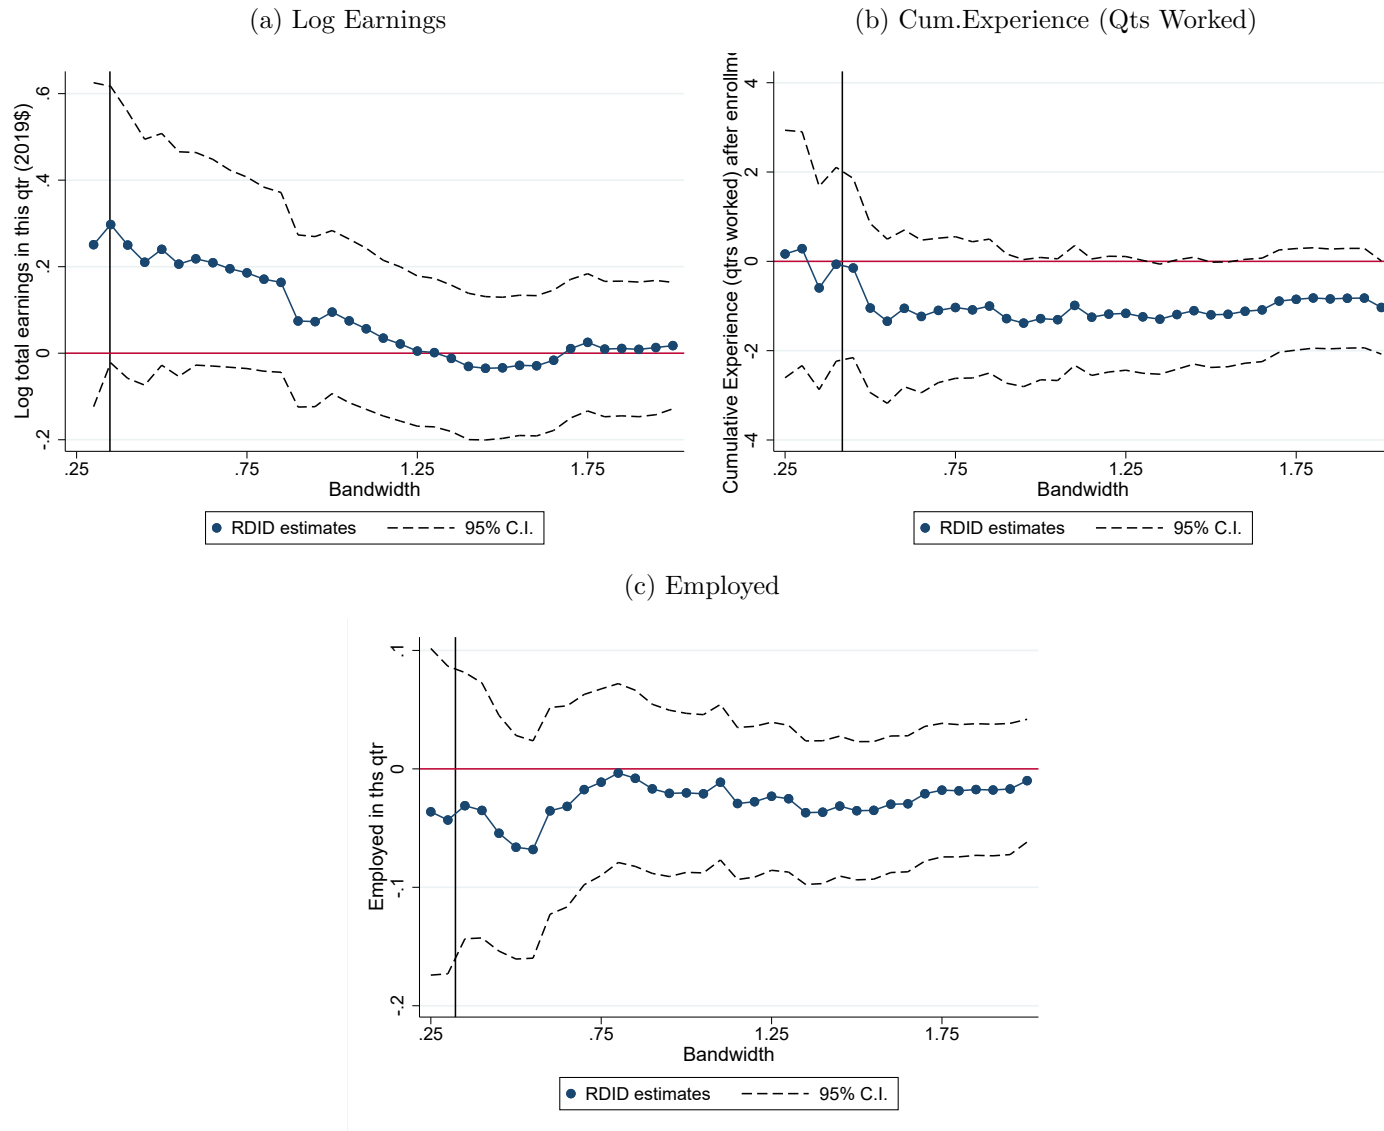 (a) Log Earnings
Log total earnings in this qtr (2019$)
.6
.4
.2
0
-.2
.25 .75 1.25 1.75
Bandwidth
RDID estimates 95% C.I.
(b) Cum.Experience (Qts Worked)
Cumulative Experience (qtrs worked) after enrollme
4
2
0
-2
-4
.25 .75 1.25 1.75
Bandwidth
RDID estimates 95% C.I.
(c) Employed
Employed in ths qtr
.1
0
-.1
-.2
.25 .75 1.25 1.75
Bandwidth
RDID estimates 95% C.I.